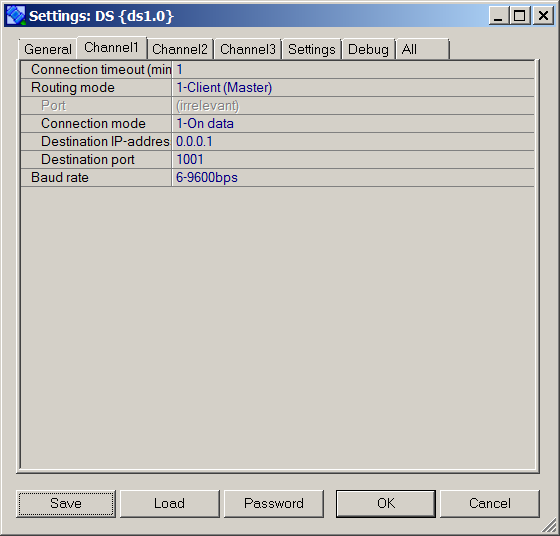 Settings: DS {ds1.0}
General Channel1 Channel2 Channel3 Settings Debug All
Connection timeout (min 1
Routing mode 1-Client (Master)
Port (irrelevant)
Connection mode 1-On data
Destination IP-addres 0.0.0.1
Destination port 1001
Baud rate 6-9600bps
Save Load Password OK Cancel